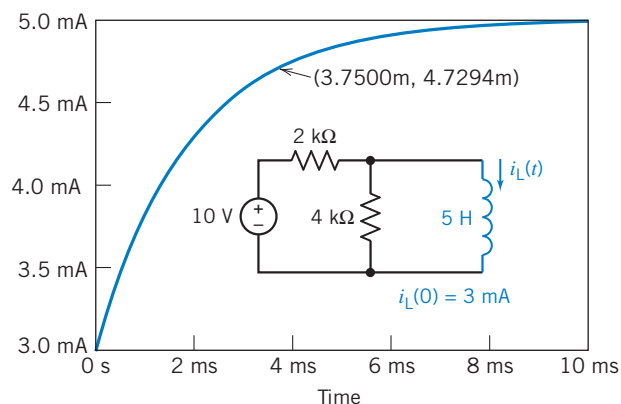 5.0 mA
(3.7500m, 4.7294m)
4.5 mA
2 kΩ
iL(t)
4.0 mA
10 V
+
−
4 kΩ
5 H
3.5 mA
iL(0) = 3 mA
3.0 mA
0 s 2 ms 4 ms 6 ms 8 ms 10 ms
Time